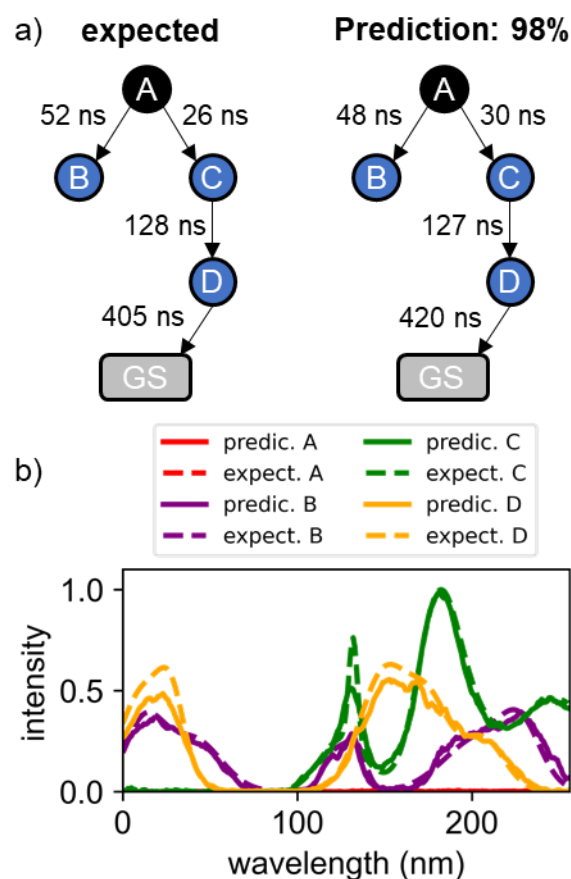 a) expected Prediction: 98%
A A
52 ns 26 ns 48 ns 30 ns
B C B C
128 ns 127 ns
D D
405 ns 420 ns
GS GS
b)
predic. A predic. C
expect. A expect. C
predic. B predic. D
expect. B expect. D
1.0
0.5
0.0
intensity
0 100 200
wavelength (nm)